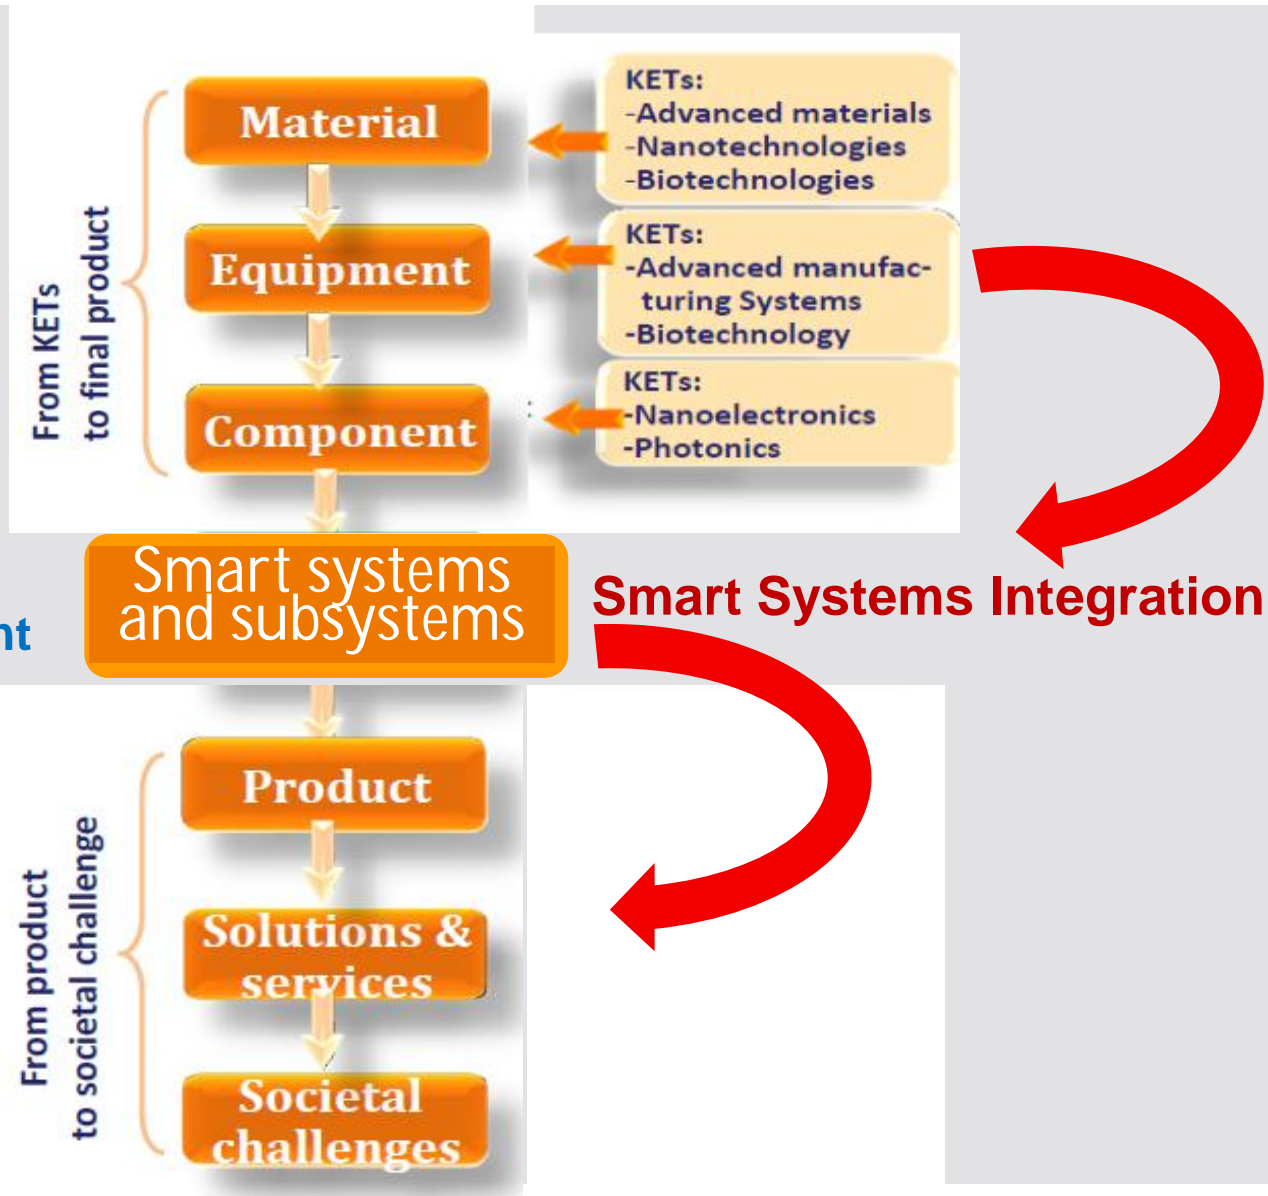 From KETs
to final product
Material
KETs:
-Advanced materials
-Nanotechnologies
-Biotechnologies
Equipment
KETs:
-Advanced manufac-
turing Systems
-Biotechnology
Component
KETs:
-Nanoelectronics
-Photonics
Smart systems
and subsystems
Smart Systems Integration
From product
to societal challenge
Product
Solutions &
services
Societal
challenges